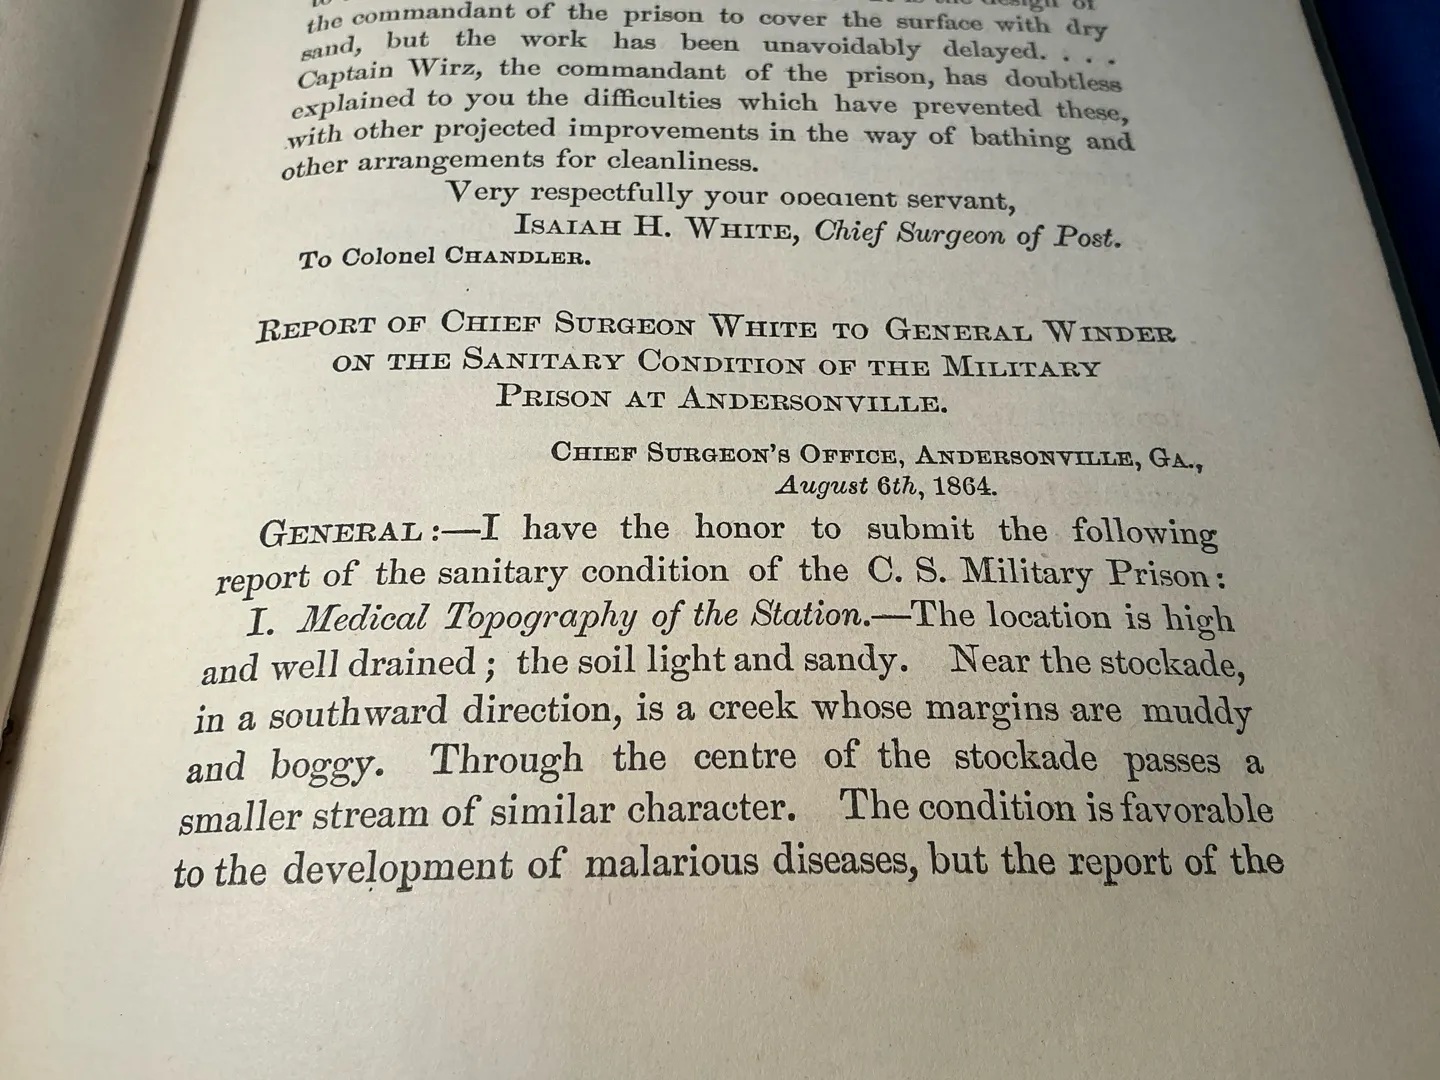 the design of
the commandant of the prison to cover the surface with dry
sand, but the work has been unavoidably delayed. . . .
Captain Wirz, the commandant of the prison, has doubtless
explained to you the difficulties which have prevented these,
with other projected improvements in the way of bathing and
other arrangements for cleanliness.
Very respectfully your obedient servant,
ISAIAH H. WHITE, Chief Surgeon of Post.
To Colonel CHANDLER.
REPORT OF CHIEF SURGEON WHITE TO GENERAL WINDER
ON THE SANITARY CONDITION OF THE MILITARY
PRISON AT ANDERSONVILLE.
CHIEF SURGEON'S OFFICE, ANDERSONVILLE, GA.,
August 6th, 1864.
GENERAL:—I have the honor to submit the following
report of the sanitary condition of the C. S. Military Prison:
I. Medical Topography of the Station.—The location is high
and well drained; the soil light and sandy. Near the stockade,
in a southward direction, is a creek whose margins are muddy
and boggy. Through the centre of the stockade passes a
smaller stream of similar character. The condition is favorable
to the development of malarious diseases, but the report of the